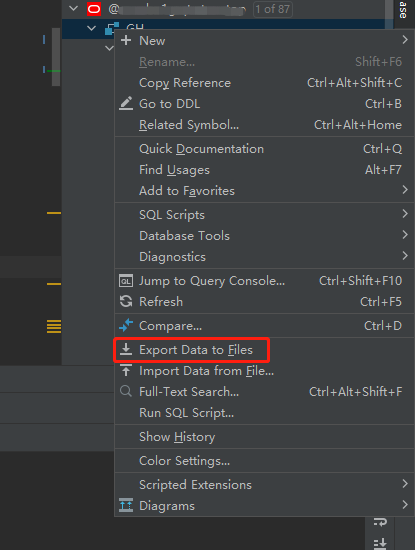 1 of 87
ase
GH
New
Rename... Shift+F6
Copy Reference Ctrl+Alt+Shift+C
Go to DDL Ctrl+B
Related Symbol... Ctrl+Alt+Home
Quick Documentation Ctrl+Q
Find Usages Alt+F7
Add to Favorites
SQL Scripts
Database Tools
Diagnostics
QL Jump to Query Console... Ctrl+Shift+F10
Refresh Ctrl+F5
Compare... Ctrl+D
Export Data to Files
Import Data from File...
Full-Text Search... Ctrl+Alt+Shift+F
Run SQL Script...
Show History
Color Settings...
Scripted Extensions
Diagrams